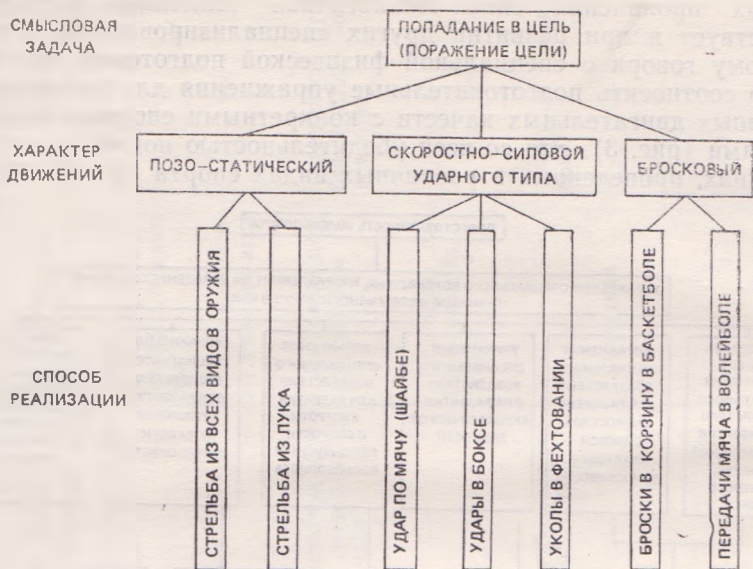 СМЫСЛОВАЯ
ЗАДАЧА
ПОПАДАНИЕ В ЦЕЛЬ
(ПОРАЖЕНИЕ ЦЕЛИ)
ХАРАКТЕР
ДВИЖЕНИЙ
ПОЗО-СТАТИЧЕСКИЙ
СКОРОСТНО-СИЛОВОЙ
УДАРНОГО ТИПА
БРОСКОВЫЙ
СПОСОБ
РЕАЛИЗАЦИИ
СТРЕЛЬБА ИЗ ВСЕХ ВИДОВ ОРУЖИЯ
СТРЕЛЬБА ИЗ ЛУКА
УДАР ПО МЯЧУ (ШАЙБЕ)
УДАРЫ В БОКСЕ
УКОЛЫ В ФЕХТОВАНИИ
БРОСКИ В КОРЗИНУ В БАСКЕТБОЛЕ
ПЕРЕДАЧИ МЯЧА В ВОЛЕЙБОЛЕ